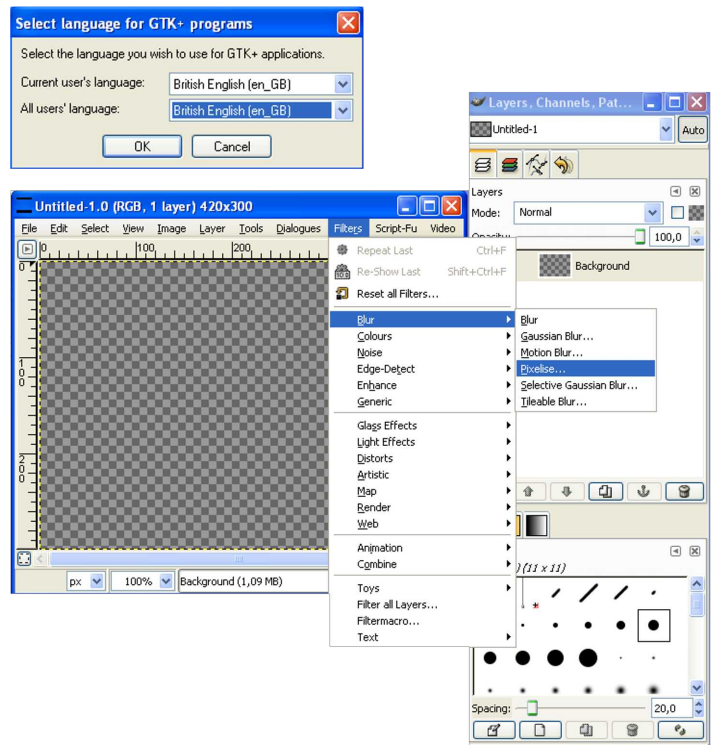 Select language for GTK+ programs
Select the language you wish to use for GTK+ applications.
Current user's language: British English (en_GB)
All users' language: British English (en_GB)
OK Cancel
Layers, Channels, Pat...
Untitled-1 Auto
Layers
Mode: Normal
Opacity: 100,0
Background
Untitled-1.0 (RGB, 1 layer) 420x300
File Edit Select View Image Layer Tools Dialogues Filters Script-Fu Video
0 100 200
0
100
200
Repeat Last Ctrl+F
Re-Show Last Shift+Ctrl+F
Reset all Filters...
Blur
Colours
Noise
Edge-Detect
Enhance
Generic
Glass Effects
Light Effects
Distorts
Artistic
Map
Render
Web
Animation
Combine
Toys
Filter all Layers...
Filtermacro...
Text
Blur
Gaussian Blur...
Motion Blur...
Pixelise...
Selective Gaussian Blur...
Tileable Blur...
px 100% Background (1,09 MB)
) (11 x 11)
Spacing: 20,0